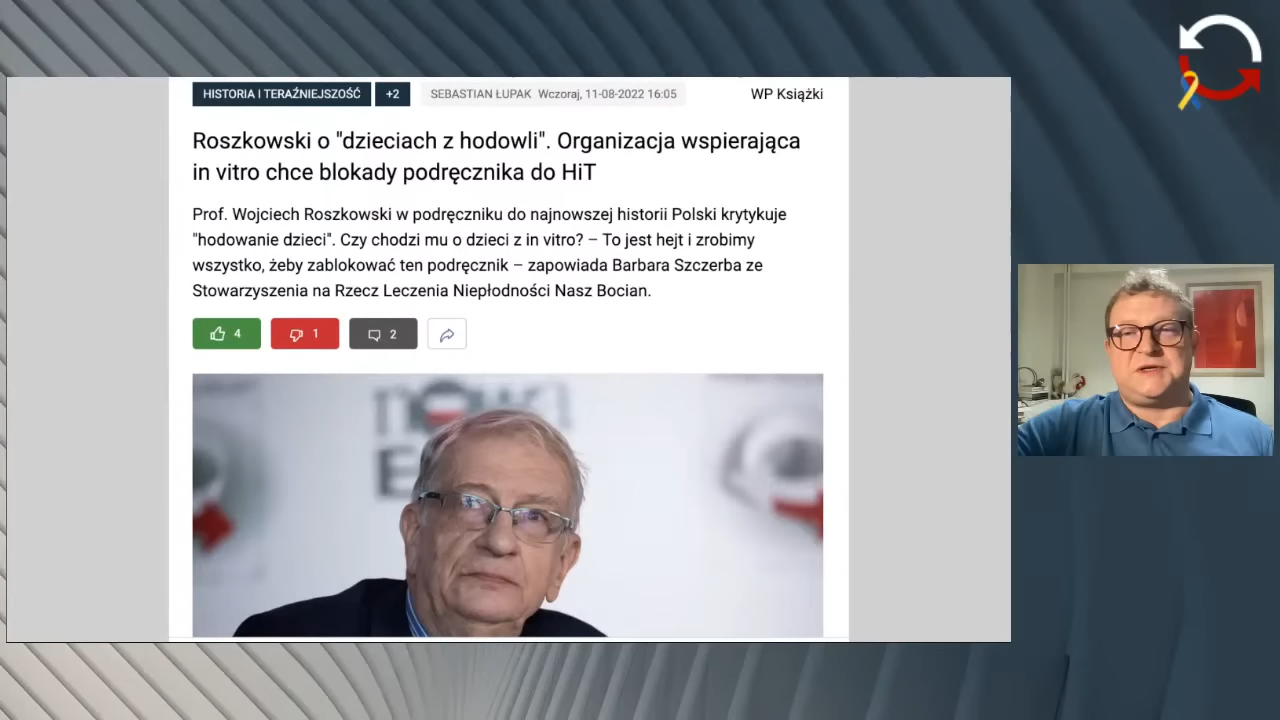 HISTORIA I TERAŹNIEJSZOŚĆ +2 SEBASTIAN ŁUPAK Wczoraj, 11-08-2022 16:05 WP Książki
Roszkowski o "dzieciach z hodowli". Organizacja wspierająca
in vitro chce blokady podręcznika do HiT
Prof. Wojciech Roszkowski w podręczniku do najnowszej historii Polski krytykuje
"hodowanie dzieci". Czy chodzi mu o dzieci z in vitro? – To jest hejt i zrobimy
wszystko, żeby zablokować ten podręcznik – zapowiada Barbara Szczerba ze
Stowarzyszenia na Rzecz Leczenia Niepłodności Nasz Bocian.
4 1 2